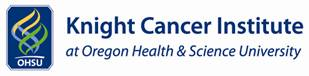 OHSU
Knight Cancer Institute
at Oregon Health & Science University